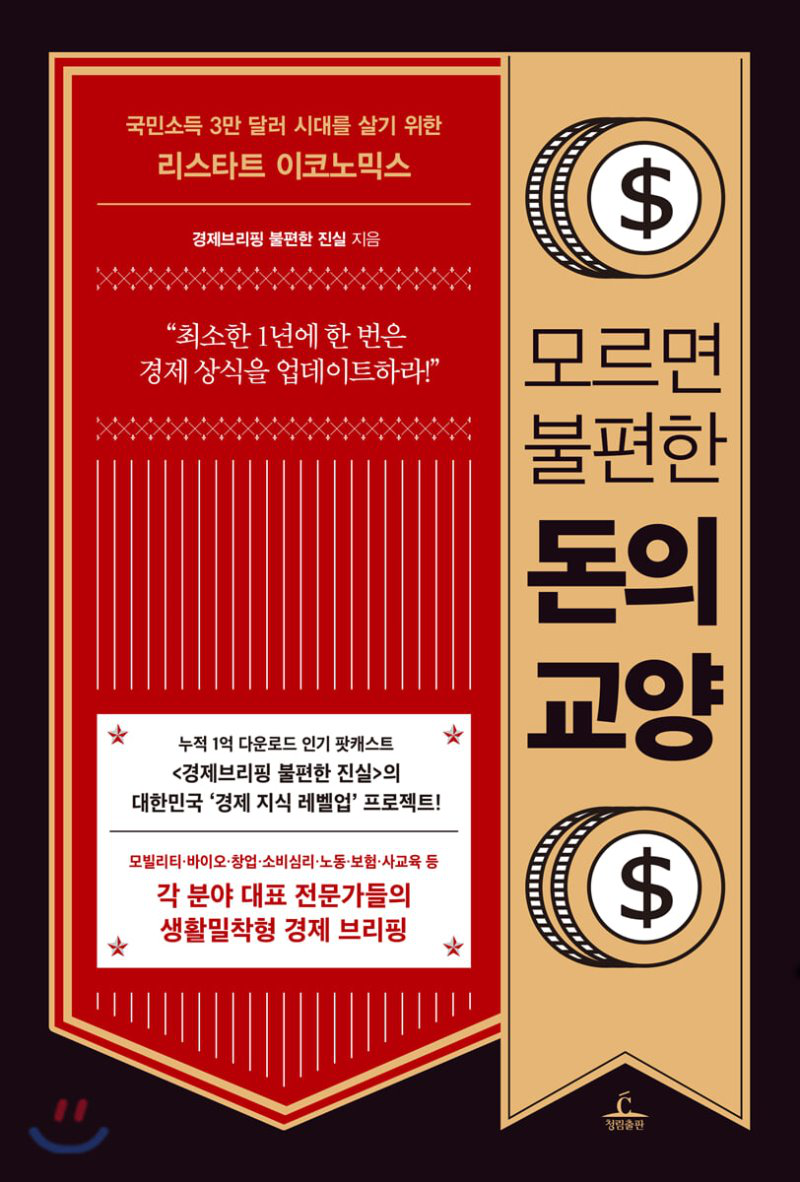 국민소득 3만 달러 시대를 살기 위한
리스타트 이코노믹스
경제브리핑 불편한 진실 지음
“최소한 1년에 한 번은
경제 상식을 업데이트하라!”
누적 1억 다운로드 인기 팟캐스트
<경제브리핑 불편한 진실>의
대한민국 ‘경제 지식 레벨업’ 프로젝트!
모빌리티·바이오·창업·소비심리·노동·보험·사교육 등
각 분야 대표 전문가들의
생활밀착형 경제 브리핑
$
모르면
불편한
돈의
교양
$
Ć
청림출판